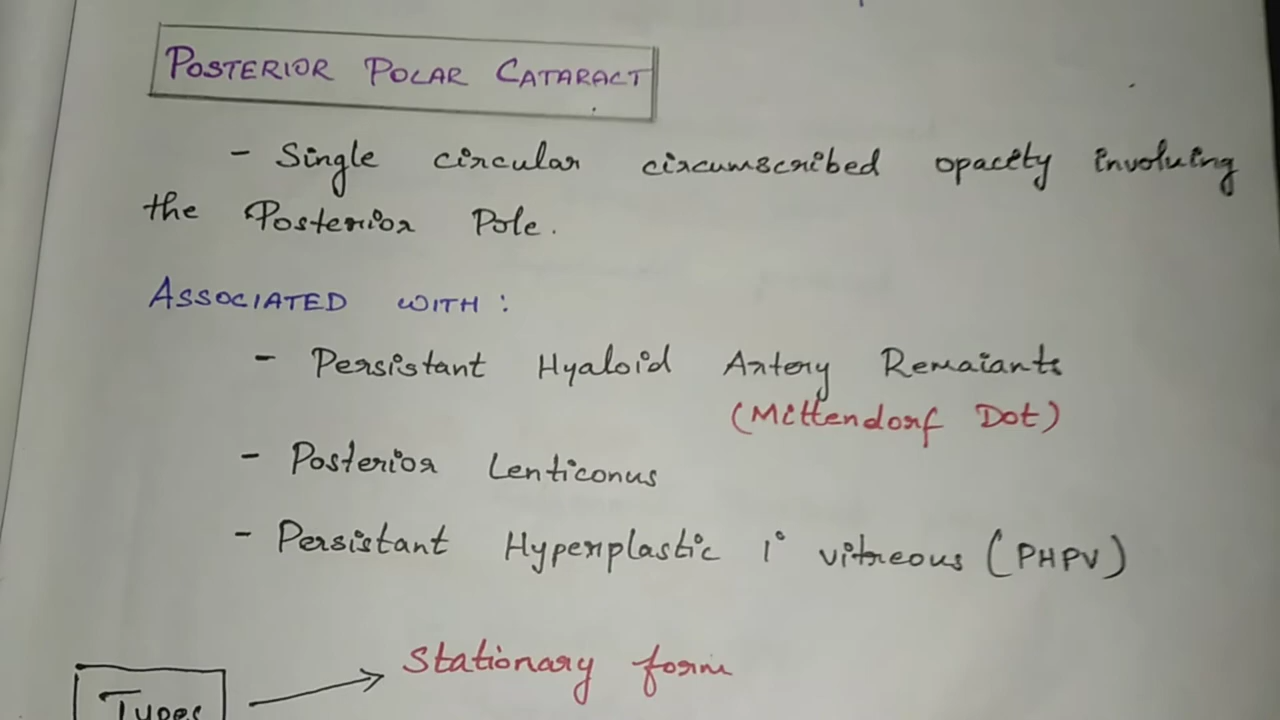 POSTERIOR POLAR CATARACT
- Single circular circumscribed opacity involving
the Posterior Pole.
ASSOCIATED WITH :
- Persistant Hyaloid Artery Remaiants
(Mittendorf Dot)
- Posterior Lenticonus
- Persistant Hyperplastic 1° vitreous (PHPV)
Stationary form
Types